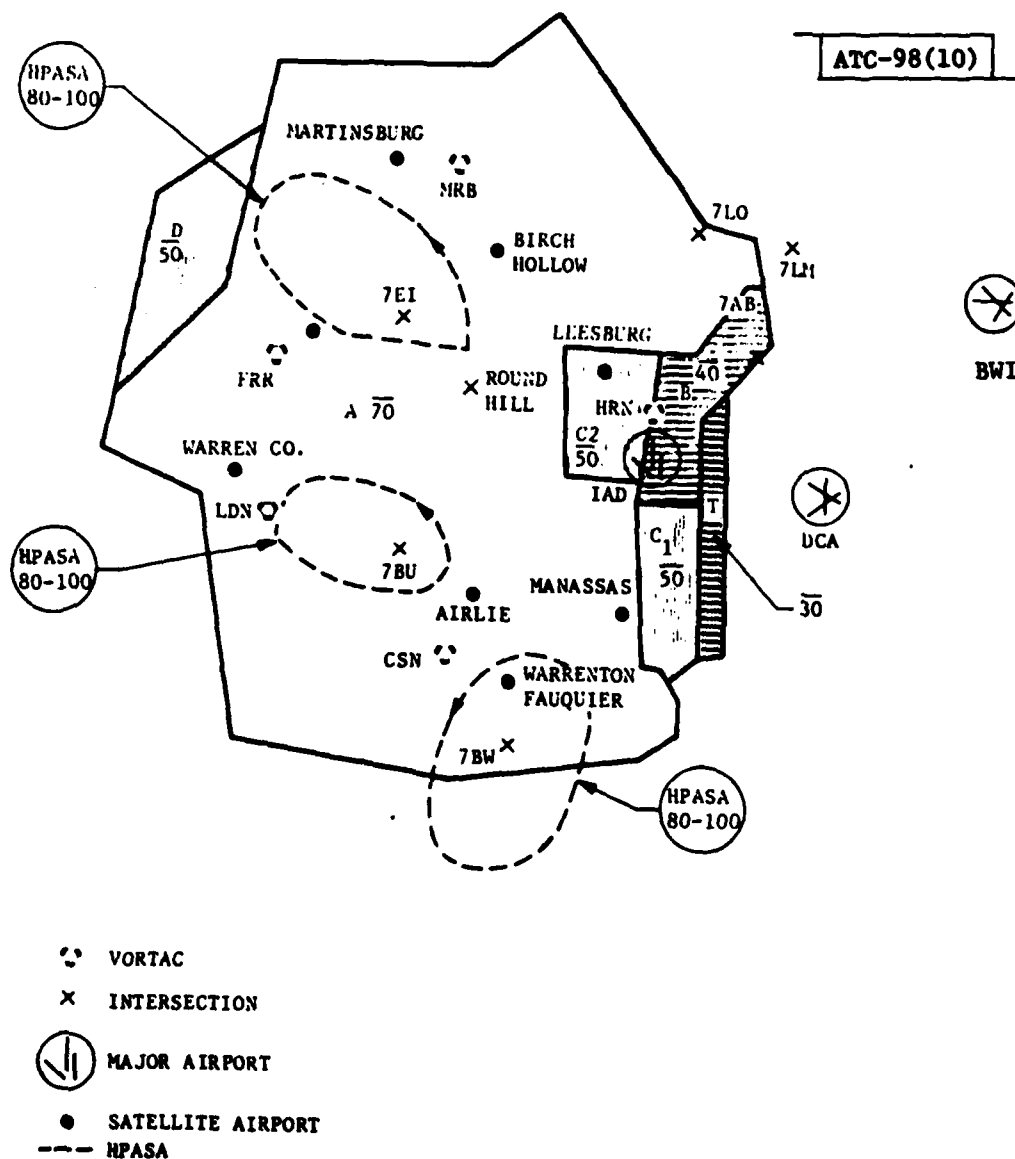 ATC-98(10)
HPASA
80-100
MARTINSBURG
MRB
7LO
BIRCH
HOLLOW
7LM
D
50
7EI
7AB
LEESBURG
BWI
FRR
40
B
ROUND
HILL
A 70
HRN
C2
50
WARREN CO.
IAD
LDN
T
DCA
HPASA
80-100
7BU
C1
50
MANASSAS
AIRLIE
30
CSN
WARRENTON
FAUQUIER
7BW
HPASA
80-100
VORTAC
INTERSECTION
MAJOR AIRPORT
SATELLITE AIRPORT
HPASA